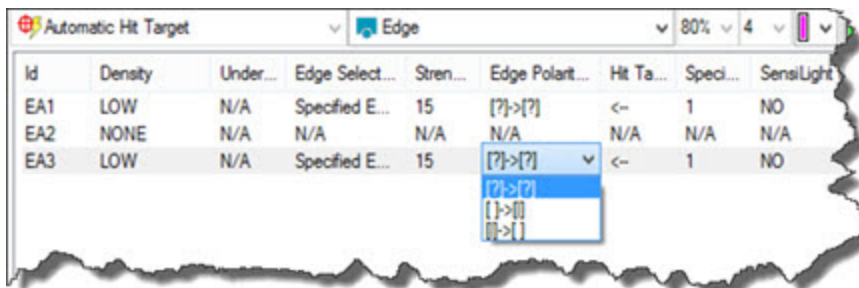 Automatic Hit Target Edge 80% 4
Id Density Under... Edge Select... Stren... Edge Polarit... Hit Ta... Speci... SensiLight
EA1 LOW N/A Specified E... 15 [?]->[?] <-- 1 NO
EA2 NONE N/A N/A N/A N/A N/A N/A N/A
EA3 LOW N/A Specified E... 15 [?]->[?] <-- 1 NO
[?]->[?]
[ ]->[|]
[|]->[ ]